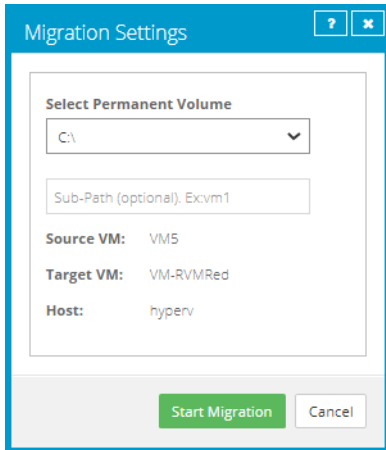 Migration Settings
?
×
Select Permanent Volume
C:\
Sub-Path (optional). Ex:vm1
Source VM: VM5
Target VM: VM-RVMRed
Host: hyperv
Start Migration
Cancel